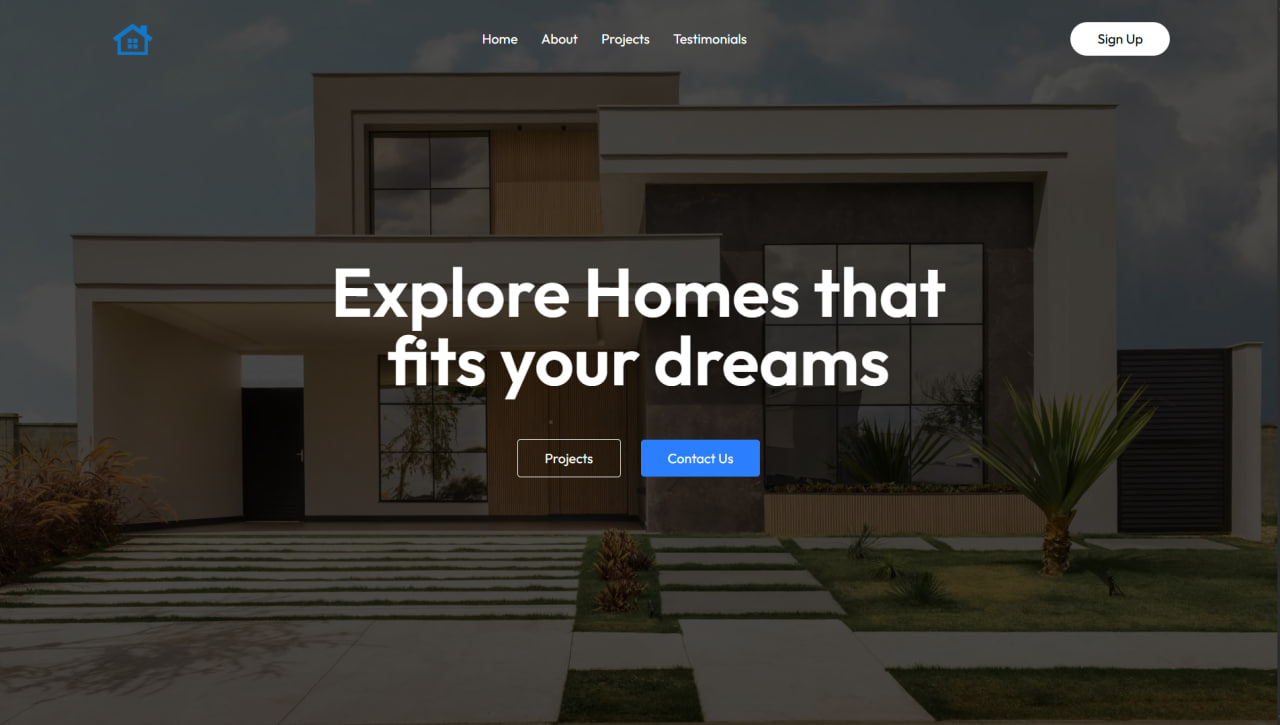 Home About Projects Testimonials Sign Up
Explore Homes that
fits your dreams
Projects Contact Us